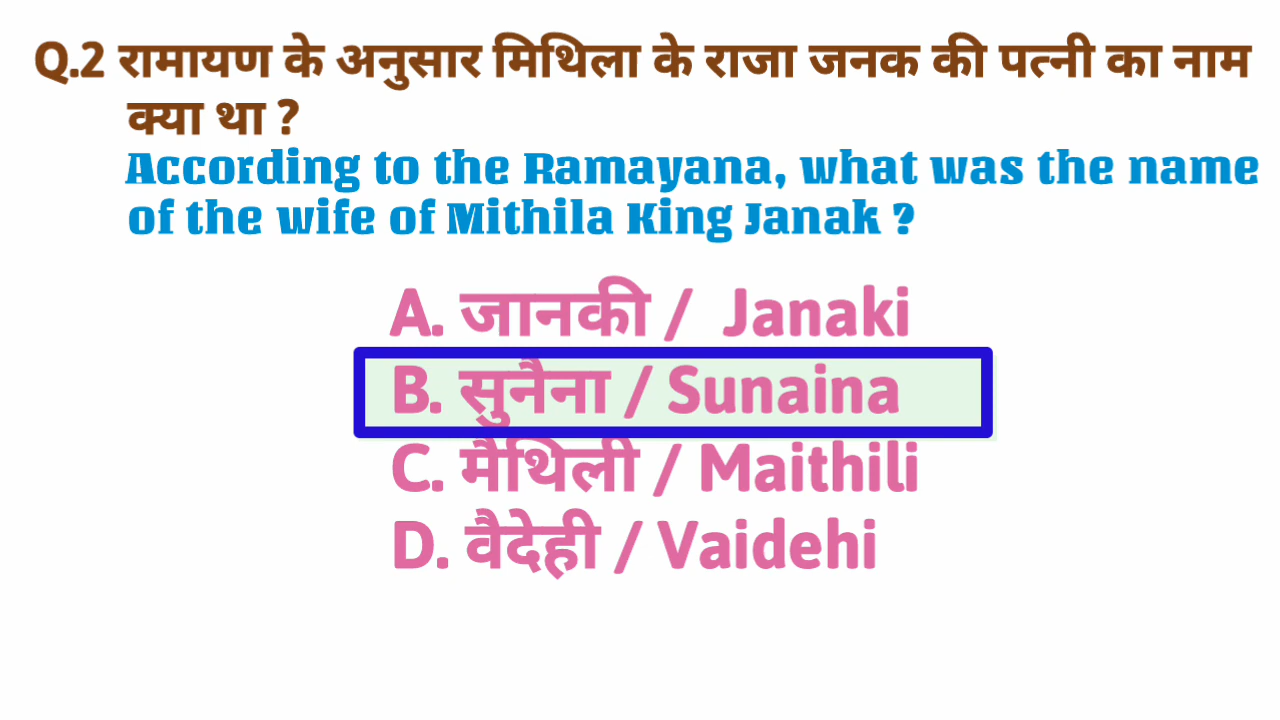 Q.2 रामायण के अनुसार मिथिला के राजा जनक की पत्नी का नाम
क्या था ?
According to the Ramayana, what was the name
of the wife of Mithila King Janak ?
A. जानकी / Janaki
B. सुनैना / Sunaina
C. मैथिली / Maithili
D. वैदेही / Vaidehi